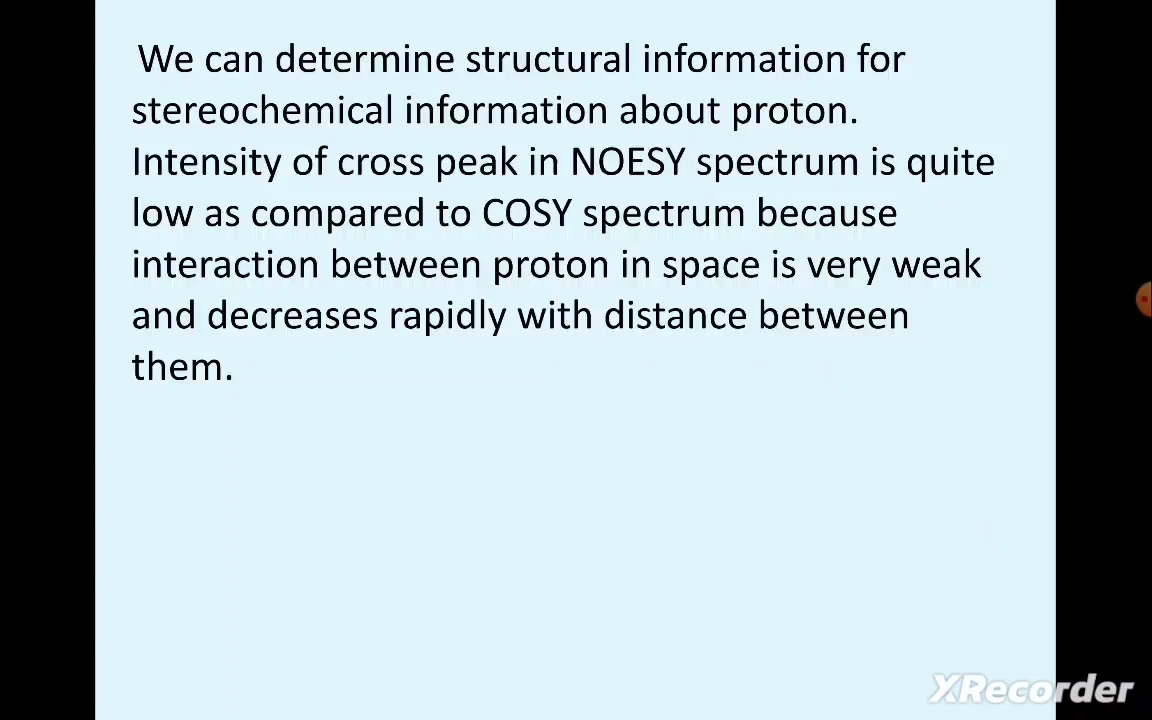 We can determine structural information for
stereochemical information about proton.
Intensity of cross peak in NOESY spectrum is quite
low as compared to COSY spectrum because
interaction between proton in space is very weak
and decreases rapidly with distance between
them.
XRecorder